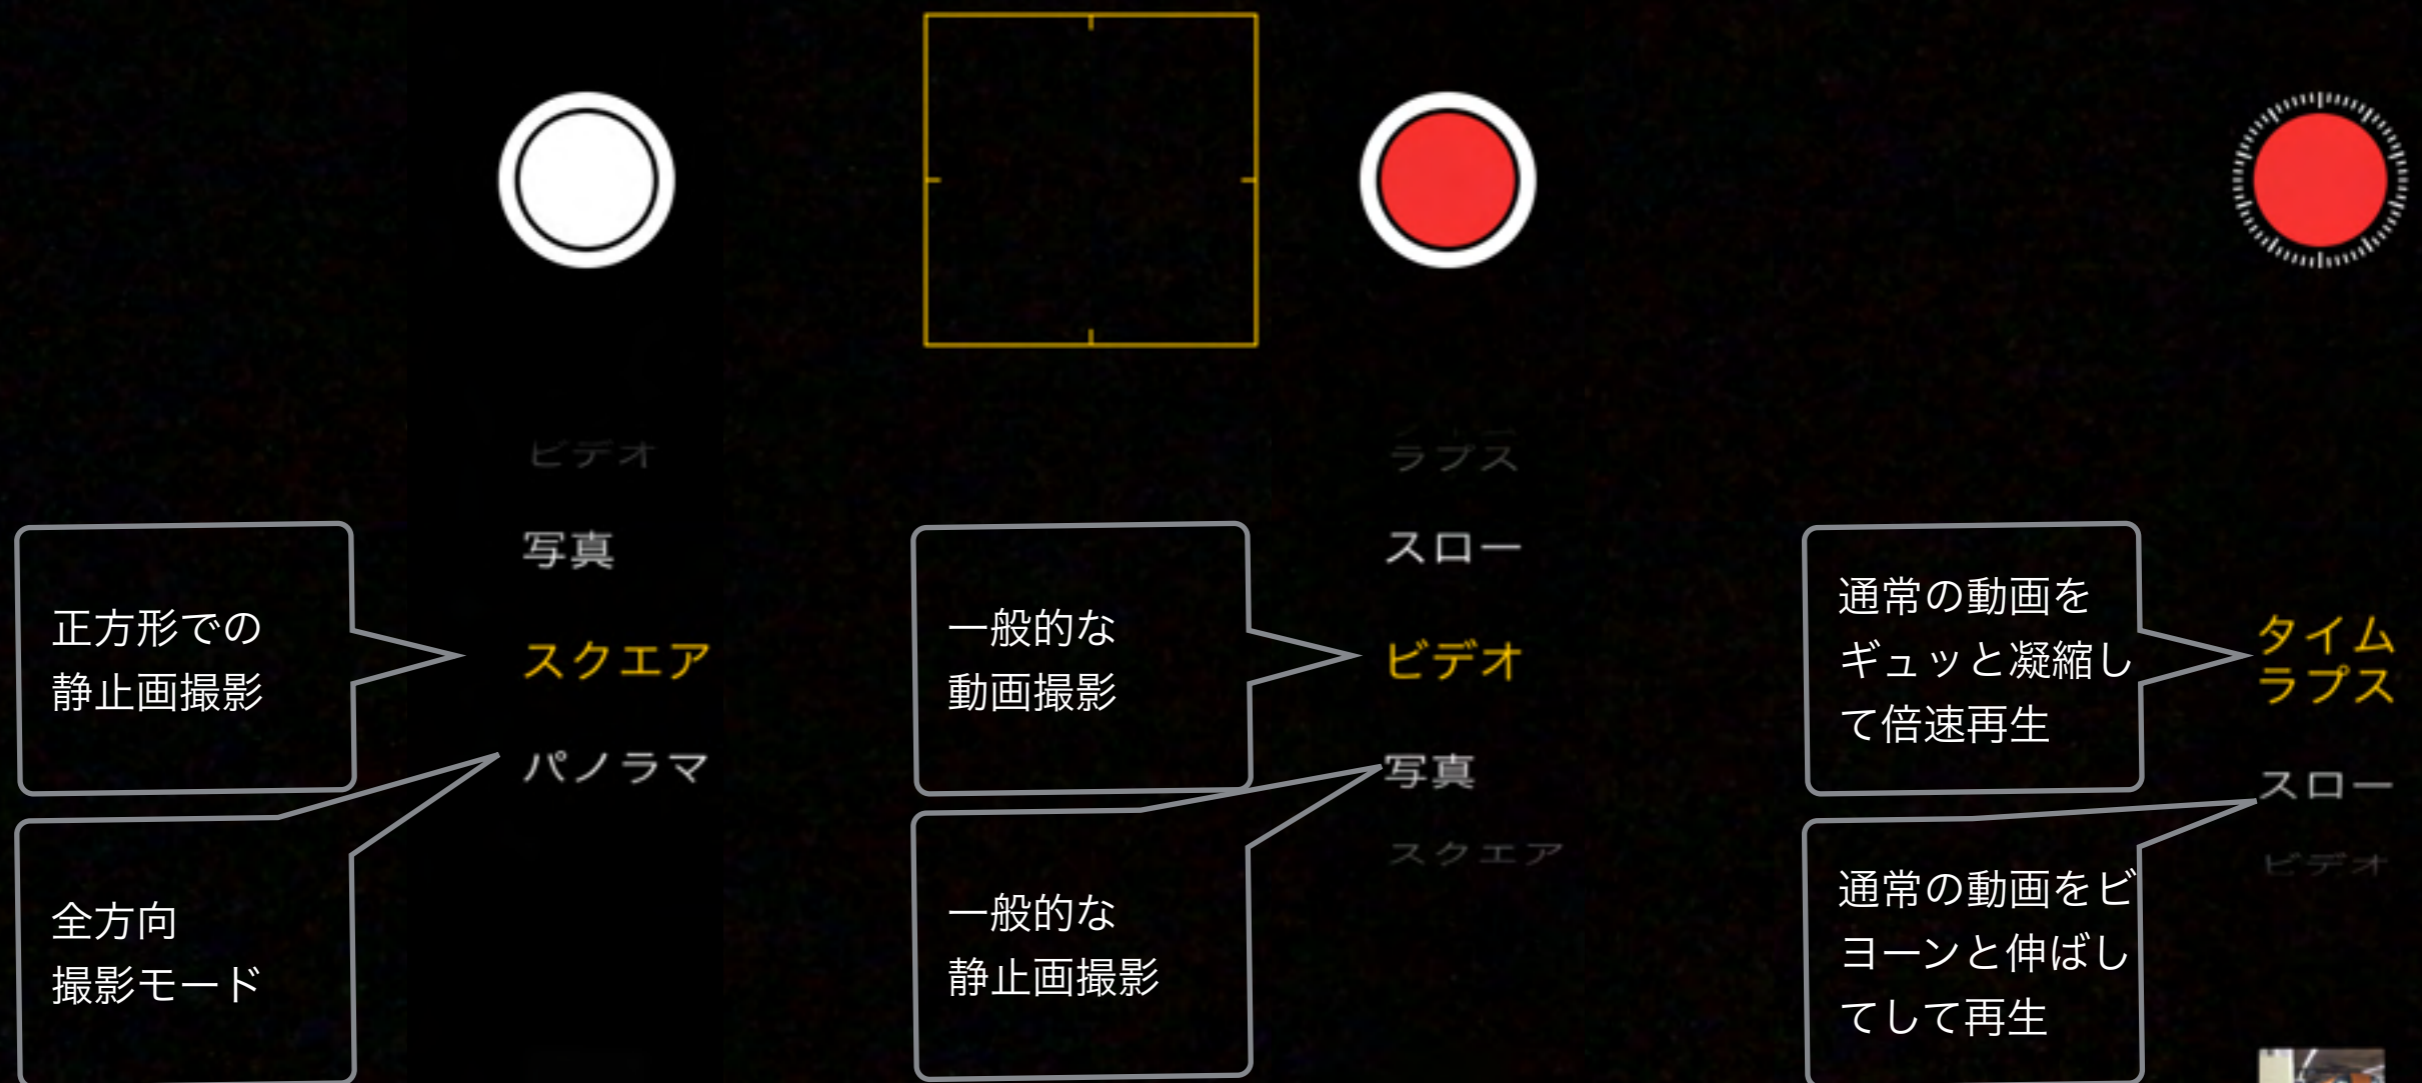 ビデオ
写真
スクエア
パノラマ
正方形での
静止画撮影
全方向
撮影モード
ラプス
スロー
ビデオ
写真
スクエア
一般的な
動画撮影
一般的な
静止画撮影
タイム
ラプス
スロー
ビデオ
通常の動画を
ギュッと凝縮し
て倍速再生
通常の動画をビ
ヨーンと伸ばし
てして再生